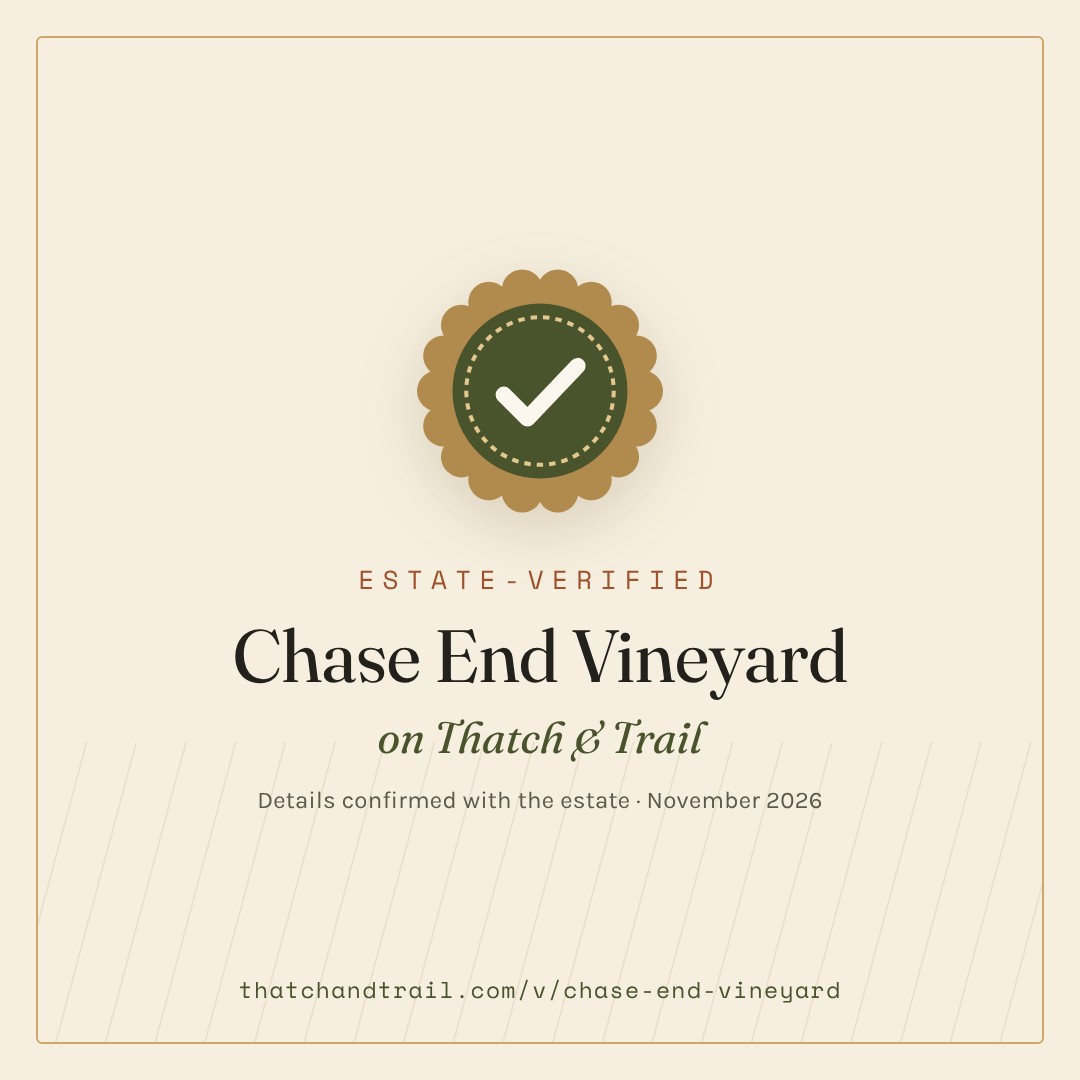 ESTATE-VERIFIED
Chase End Vineyard
on Thatch & Trail
Details confirmed with the estate · November 2026
thatchandtrail.com/v/chase-end-vineyard